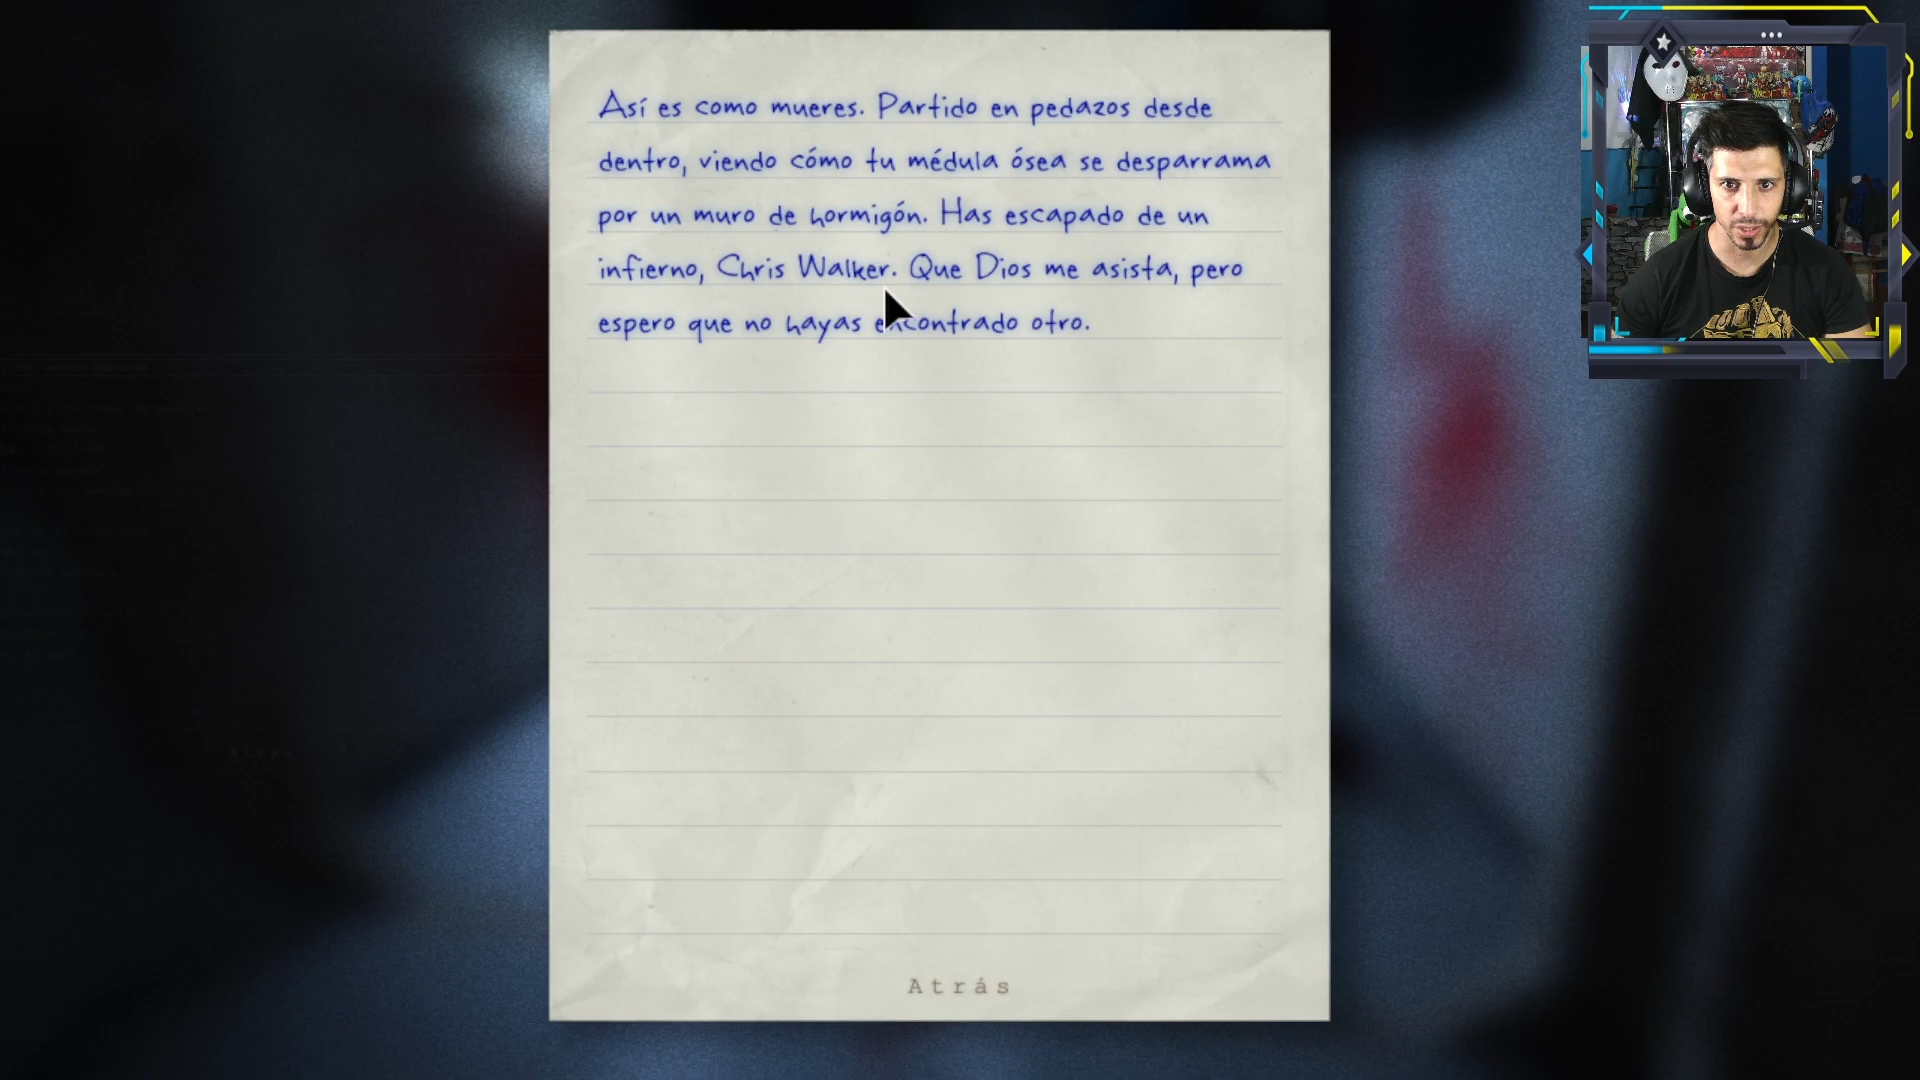 Así es como mueres. Partido en pedazos desde
dentro, viendo cómo tu médula ósea se desparrama
por un muro de hormigón. Has escapado de un
infierno, Chris Walker. Que Dios me asista, pero
espero que no hayas encontrado otro.
Atrás